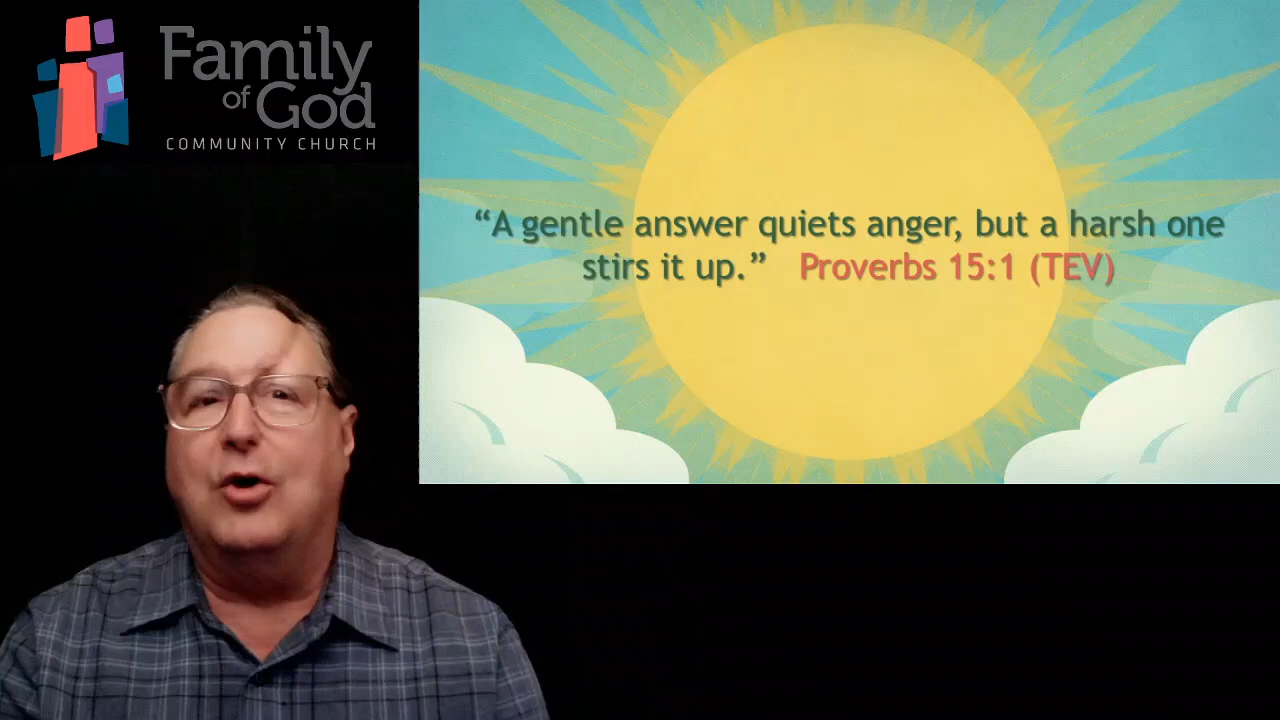 Family
of God
COMMUNITY CHURCH
“A gentle answer quiets anger, but a harsh one
stirs it up.” Proverbs 15:1 (TEV)